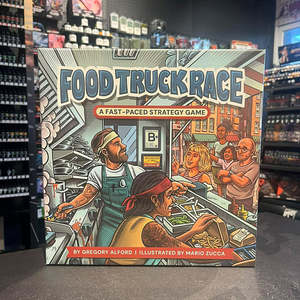 FOOD TRUCK RACE
A FAST-PACED STRATEGY GAME
B
BY GREGORY ALFORD | ILLUSTRATED BY MARIO ZUCCA